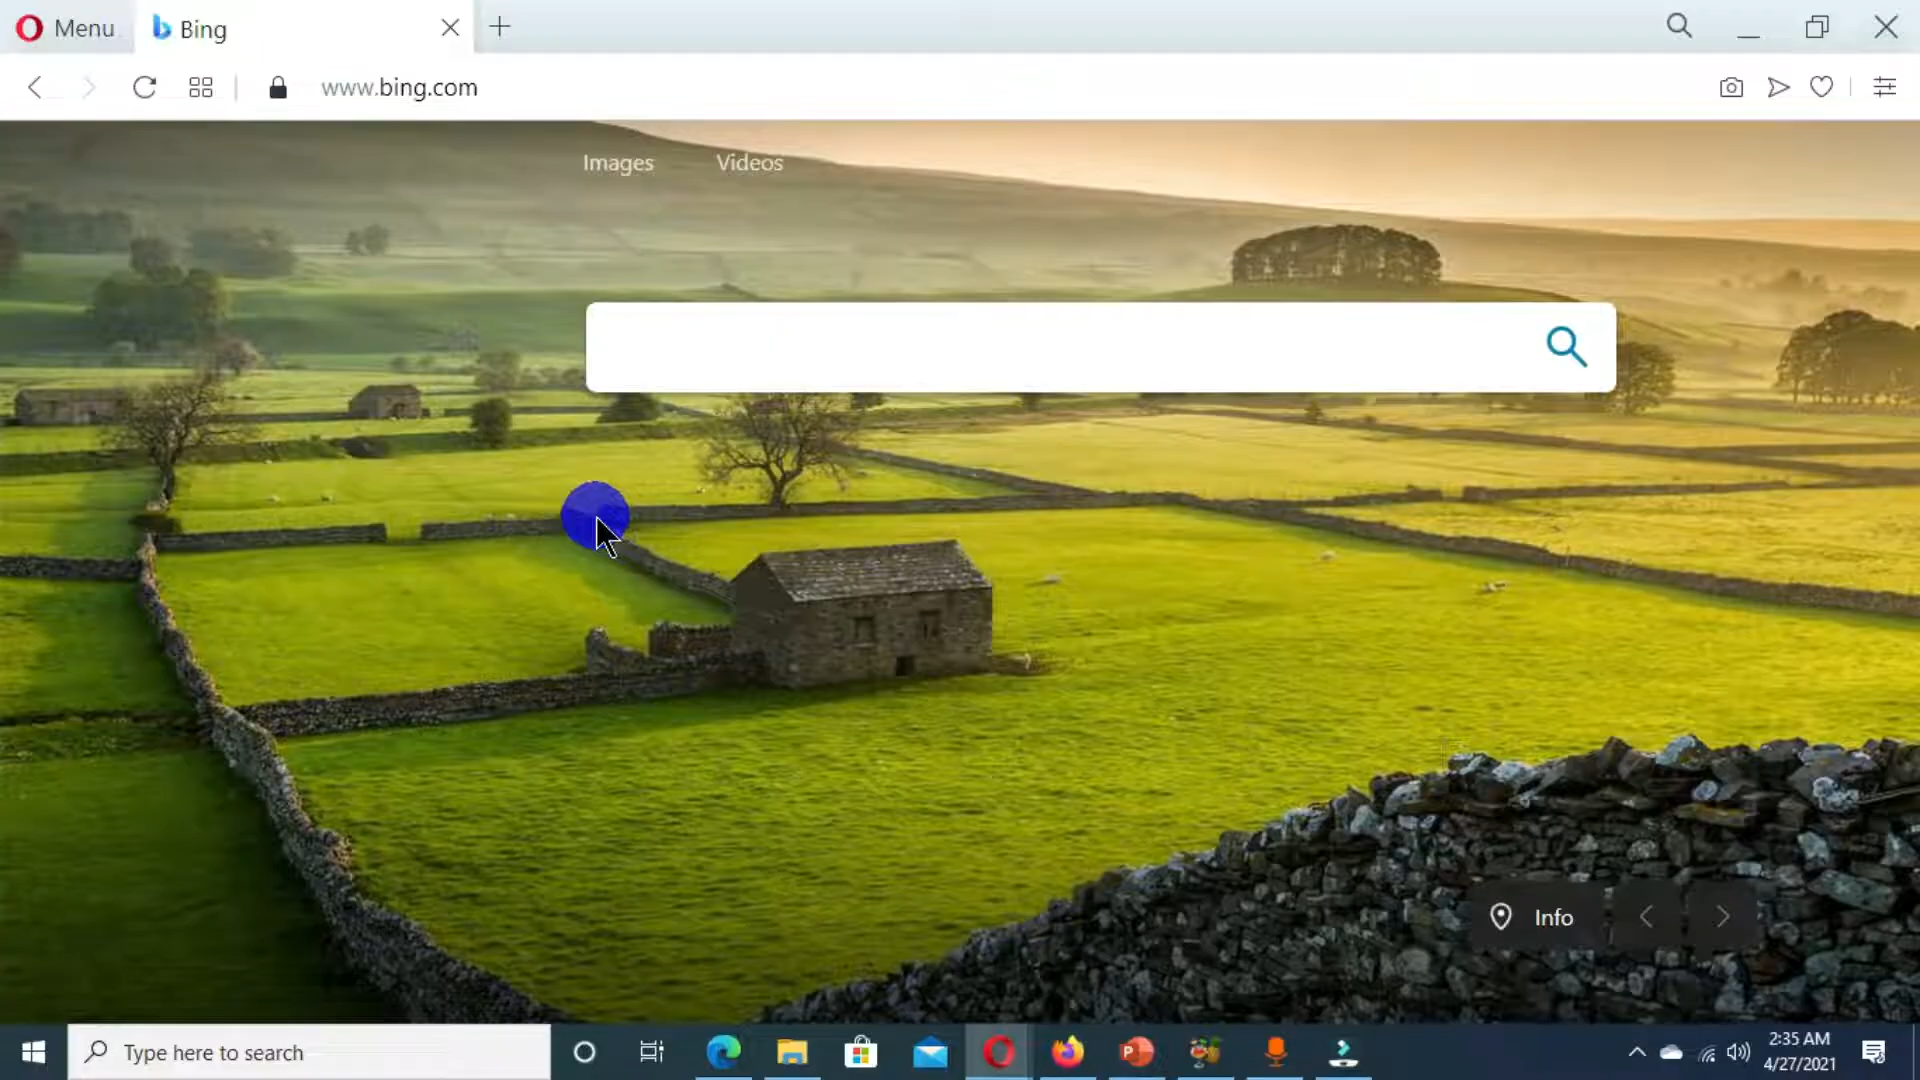 Menu
Bing
www.bing.com
Images Videos
Info
Type here to search
2:35 AM
4/27/2021